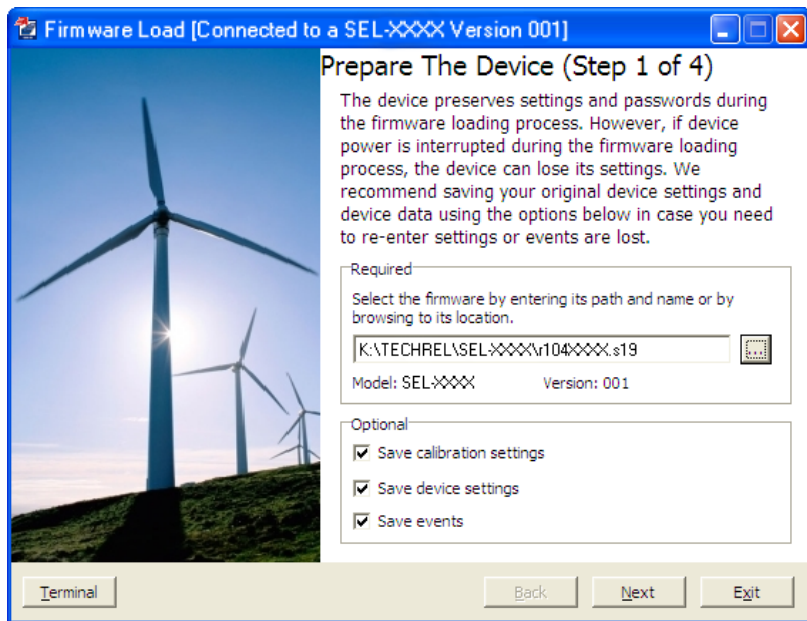 Firmware Load [Connected to a SEL-XXXX Version 001]
Prepare The Device (Step 1 of 4)
The device preserves settings and passwords during
the firmware loading process. However, if device
power is interrupted during the firmware loading
process, the device can lose its settings. We
recommend saving your original device settings and
device data using the options below in case you need
to re-enter settings or events are lost.
Required
Select the firmware by entering its path and name or by
browsing to its location.
K:\TECHREL\SEL-XXXX\r104XXXX.s19
...
Model: SEL-XXXX Version: 001
Optional
Save calibration settings
Save device settings
Save events
Terminal Back Next Exit